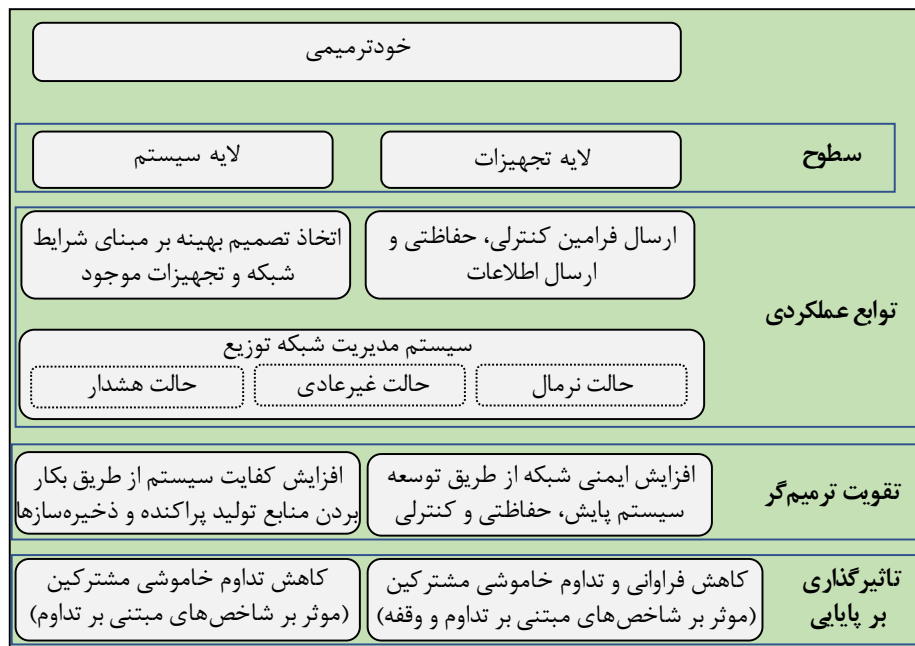 خودترمیمی
سطوح
لایه تجهیزات
لایه سیستم
توابع عملکردی
ارسال فرامین کنترلی، حفاظتی و
ارسال اطلاعات
اتخاذ تصمیم بهینه بر مبنای شرایط
شبکه و تجهیزات موجود
سیستم مدیریت شبکه توزیع
حالت نرمال
حالت غیرعادی
حالت هشدار
تقویت ترمیم‌گر
افزایش ایمنی شبکه از طریق توسعه
سیستم پایش، حفاظتی و کنترلی
افزایش کفایت سیستم از طریق بکار
بردن منابع تولید پراکنده و ذخیره‌سازها
تاثیرگذاری
بر پایایی
کاهش فراوانی و تداوم خاموشی مشترکین
(موثر بر شاخص‌های مبتنی بر تداوم و وقفه)
کاهش تداوم خاموشی مشترکین
(موثر بر شاخص‌های مبتنی بر تداوم)